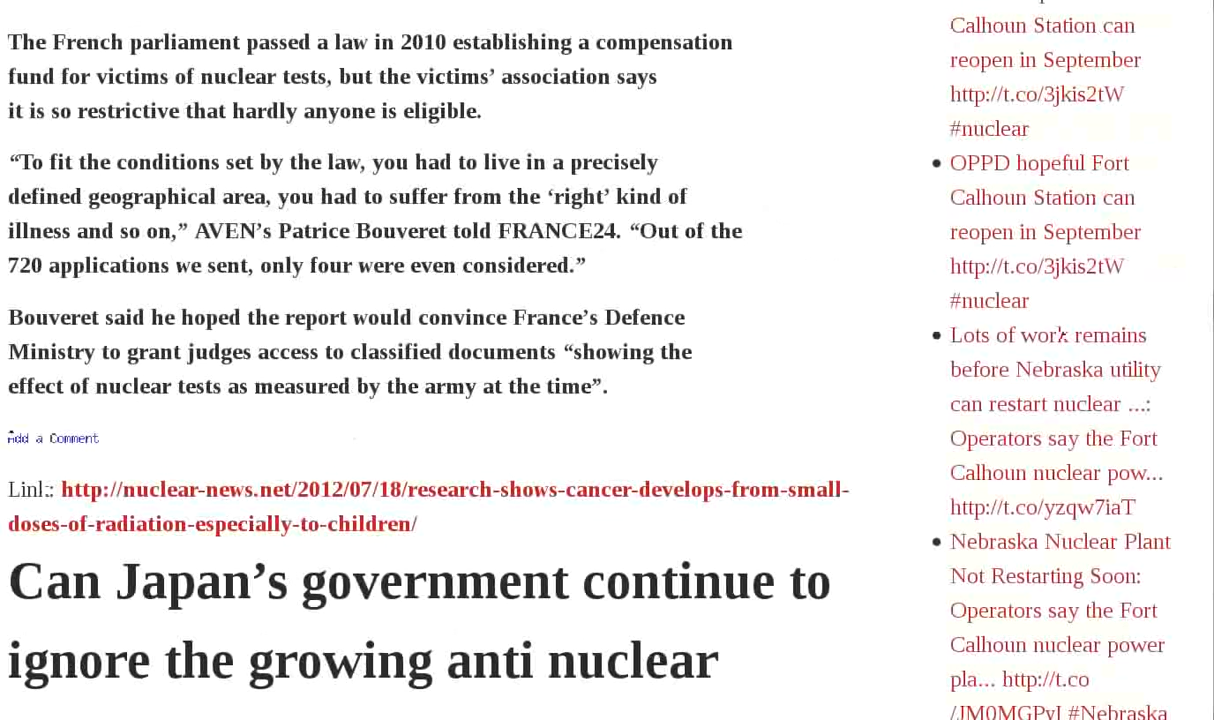 The French parliament passed a law in 2010 establishing a compensation
fund for victims of nuclear tests, but the victims’ association says
it is so restrictive that hardly anyone is eligible.
“To fit the conditions set by the law, you had to live in a precisely
defined geographical area, you had to suffer from the ‘right’ kind of
illness and so on,” AVEN’s Patrice Bouveret told FRANCE24. “Out of the
720 applications we sent, only four were even considered.”
Bouveret said he hoped the report would convince France’s Defence
Ministry to grant judges access to classified documents “showing the
effect of nuclear tests as measured by the army at the time”.
Add a Comment
Link: http://nuclear-news.net/2012/07/18/research-shows-cancer-develops-from-small-
doses-of-radiation-especially-to-children/
Can Japan’s government continue to
ignore the growing anti nuclear
Calhoun Station can
reopen in September
http://t.co/3jkis2tW
#nuclear
OPPD hopeful Fort
Calhoun Station can
reopen in September
http://t.co/3jkis2tW
#nuclear
Lots of work remains
before Nebraska utility
can restart nuclear ...:
Operators say the Fort
Calhoun nuclear pow...
http://t.co/yzqw7iaT
Nebraska Nuclear Plant
Not Restarting Soon:
Operators say the Fort
Calhoun nuclear power
pla... http://t.co
/JM0MGPyI #Nebraska